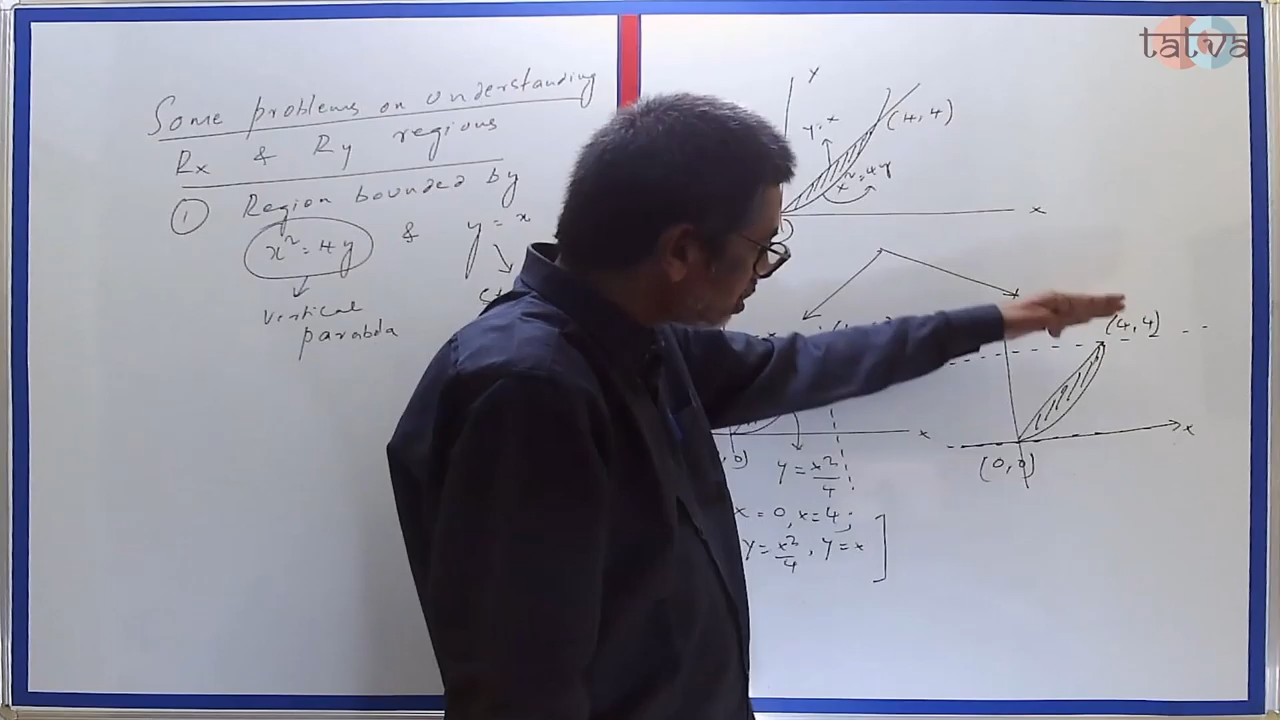 Some problems on understanding
Rx & Ry regions
① Region bounded by
x² = 4y & y = x
vertical
parabola
tatva
y
(4,4)
y=x
x²=4y
x
(4,4)
x
x
(0,0)
y = x²/4
x = 0, x = 4;
y = x²/4, y = x